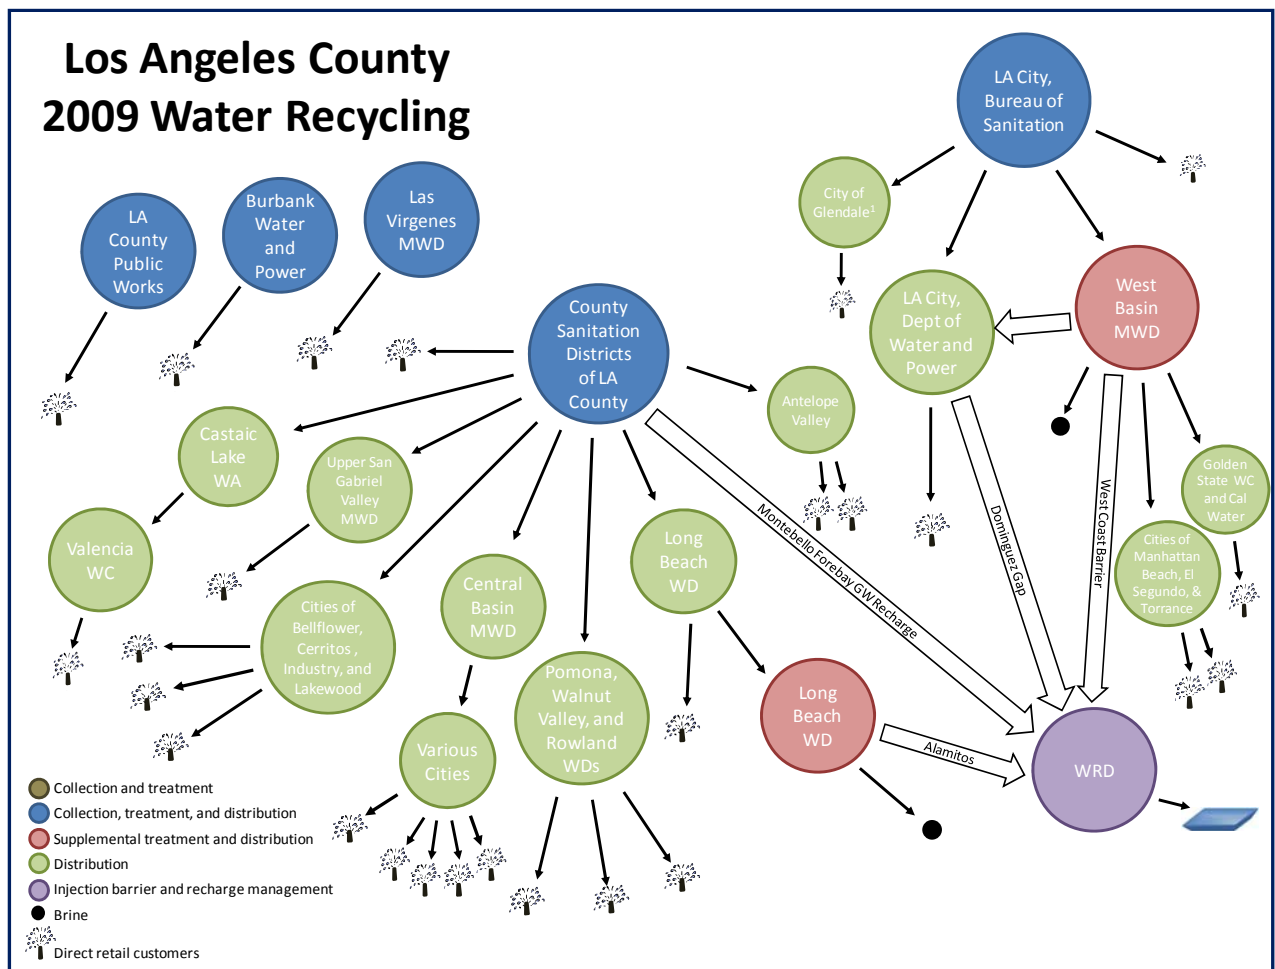 Los Angeles County
2009 Water Recycling
LA City,
Bureau of
Sanitation
City of
Glendale¹
LA
County
Public
Works
Burbank
Water
and
Power
Las
Virgenes
MWD
County
Sanitation
Districts
of LA
County
LA City,
Dept of
Water and
Power
West
Basin
MWD
Castaic
Lake
WA
Upper San
Gabriel
Valley
MWD
Antelope
Valley
Golden
State WC
and Cal
Water
Valencia
WC
Cities of
Bellflower,
Cerritos ,
Industry, and
Lakewood
Central
Basin
MWD
Long
Beach
WD
Cities of
Manhattan
Beach, El
Segundo, &
Torrance
Montebello Forebay GW Recharge
Dominguez Gap
West Coast Barrier
Pomona,
Walnut
Valley, and
Rowland
WDs
Long
Beach
WD
Various
Cities
Alamitos
WRD
Collection and treatment
Collection, treatment, and distribution
Supplemental treatment and distribution
Distribution
Injection barrier and recharge management
Brine
Direct retail customers